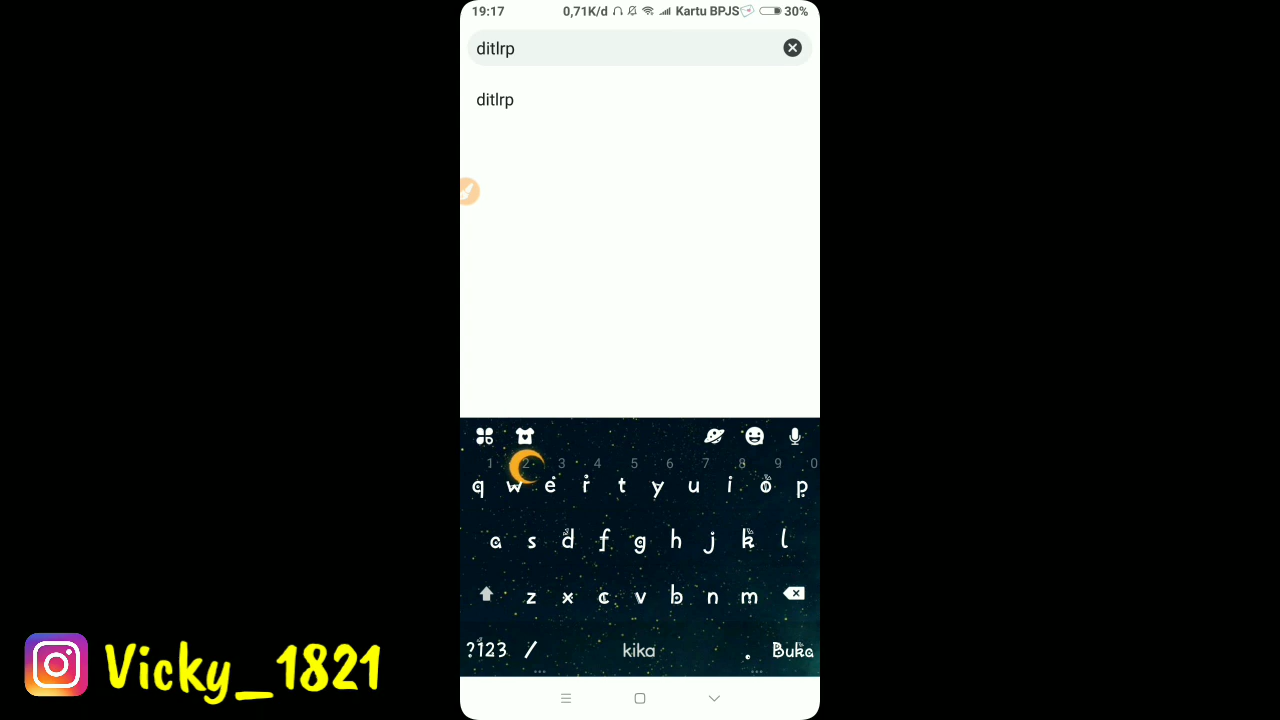 19:17 0,71K/d Kartu BPJS 30%
ditlrp
ditlrp
1 2 3 4 5 6 7 8 9 0
q w e r t y u i o p
a s d f g h j k l
z x c v b n m
?123 / kika . Buka
Vicky_1821